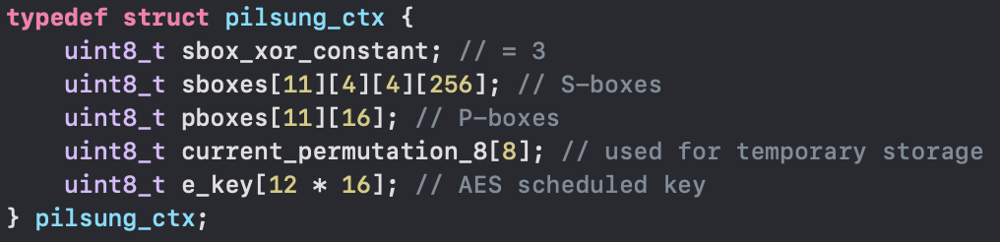 typedef struct pilsung_ctx {
    uint8_t sbox_xor_constant; // = 3
    uint8_t sboxes[11][4][4][256]; // S-boxes
    uint8_t pboxes[11][16]; // P-boxes
    uint8_t current_permutation_8[8]; // used for temporary storage
    uint8_t e_key[12 * 16]; // AES scheduled key
} pilsung_ctx;